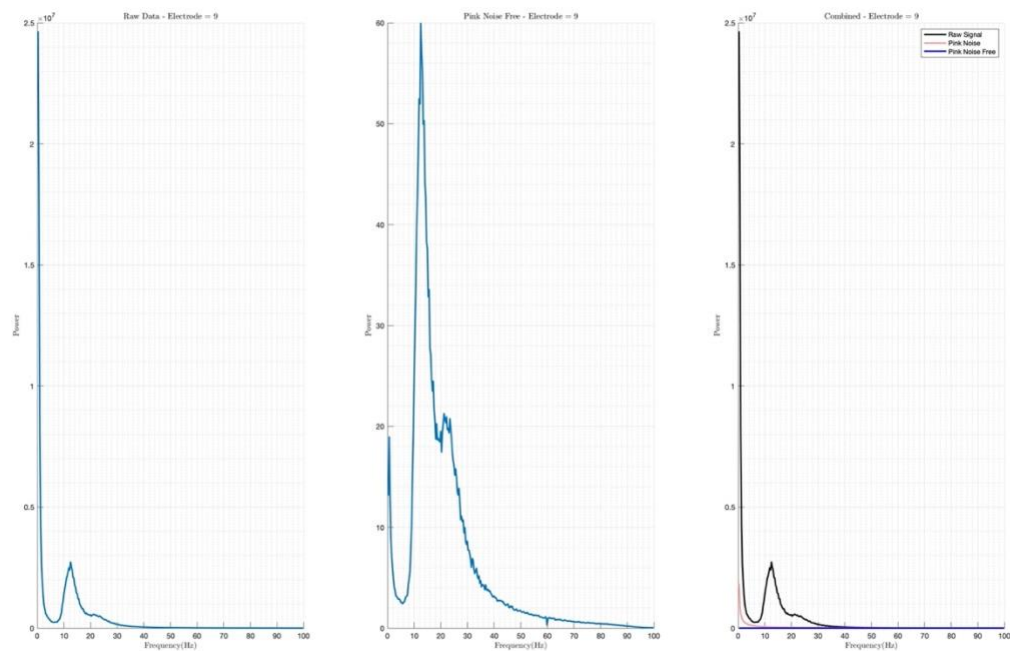 Raw Data - Electrode = 9
×10⁷
2.5
2
1.5
1
0.5
0
Power
0 10 20 30 40 50 60 70 80 90 100
Frequency(Hz)
Pink Noise Free - Electrode = 9
60
50
40
30
20
10
0
Power
0 10 20 30 40 50 60 70 80 90 100
Frequency(Hz)
Combined - Electrode = 9
×10⁷
2.5
2
1.5
1
0.5
0
Power
Raw Signal
Pink Noise
Pink Noise Free
0 10 20 30 40 50 60 70 80 90 100
Frequency(Hz)